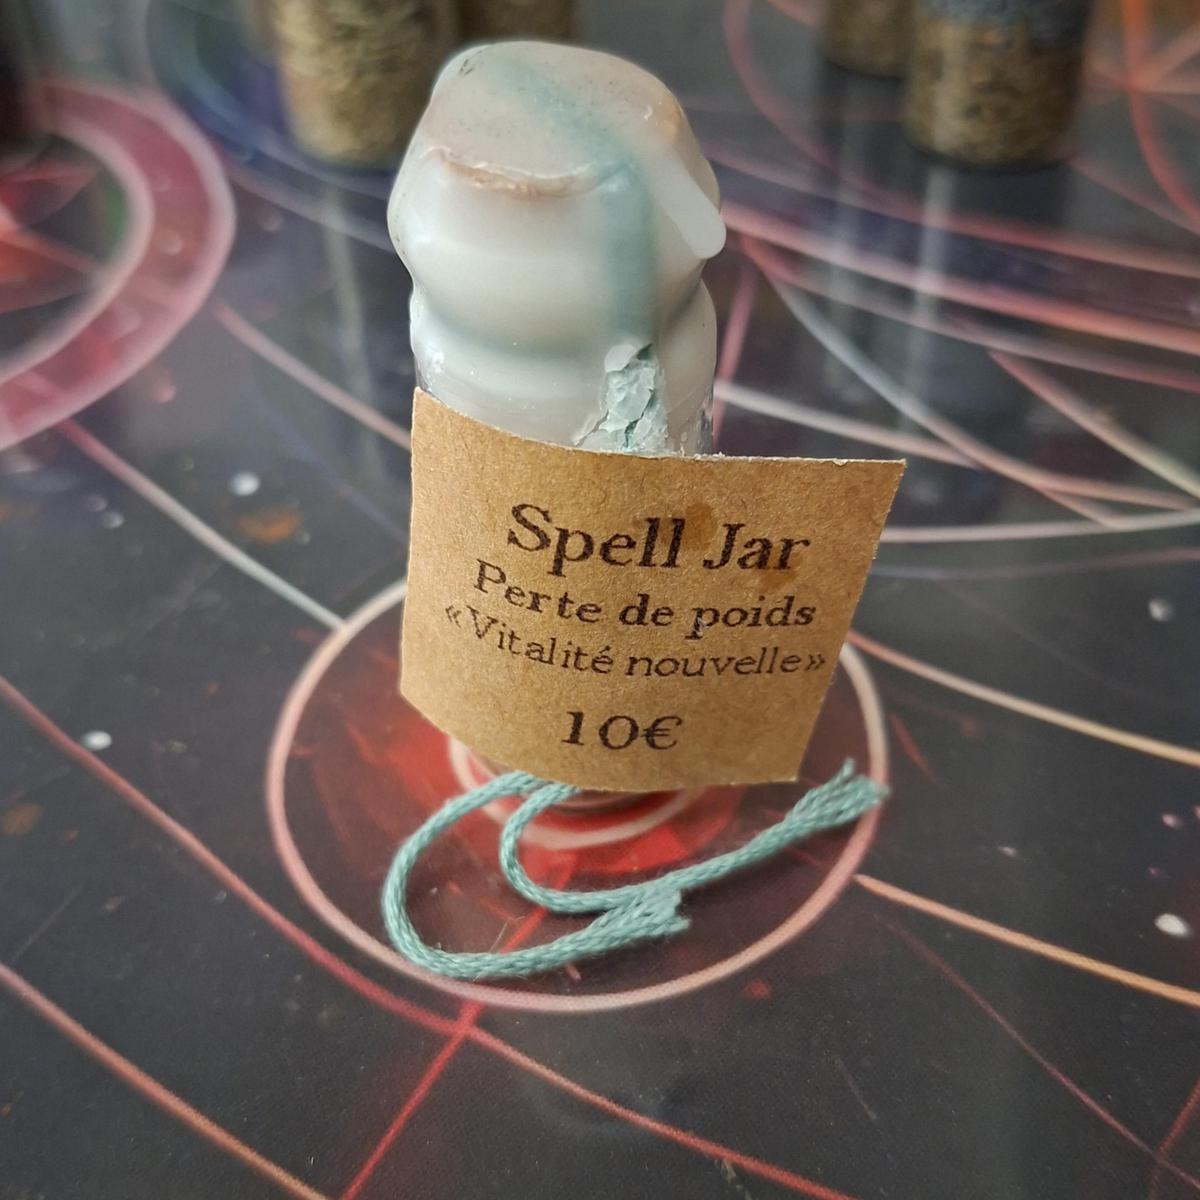 Spell Jar
Perte de poids
«Vitalité nouvelle»
10€